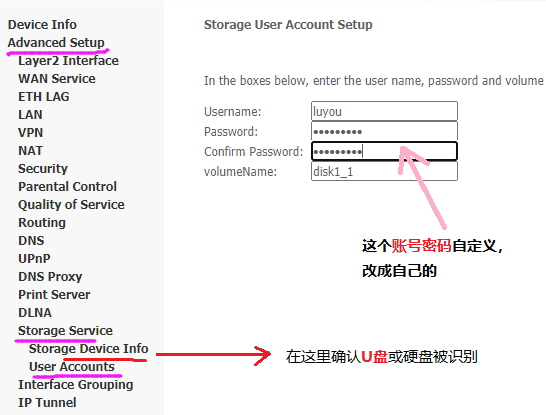 Device Info
Advanced Setup
Layer2 Interface
WAN Service
ETH LAG
LAN
VPN
NAT
Security
Parental Control
Quality of Service
Routing
DNS
UPnP
DNS Proxy
Print Server
DLNA
Storage Service
Storage Device Info
User Accounts
Interface Grouping
IP Tunnel
Storage User Account Setup
In the boxes below, enter the user name, password and volume
Username: luyou
Password: •••••••••
Confirm Password: •••••••••
volumeName: disk1_1
这个账号密码自定义，
改成自己的
在这里确认U盘或硬盘被识别